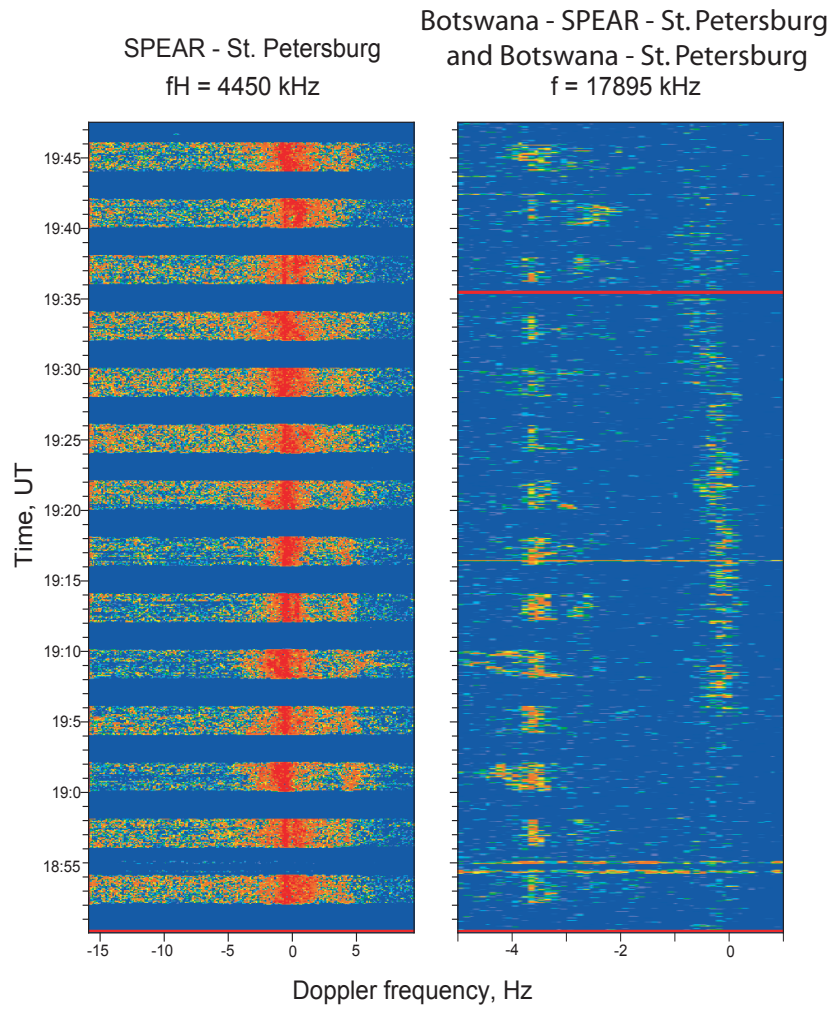 SPEAR - St. Petersburg
fH = 4450 kHz
Botswana - SPEAR - St. Petersburg
and Botswana - St. Petersburg
f = 17895 kHz
Time, UT
19:45
19:40
19:35
19:30
19:25
19:20
19:15
19:10
19:5
19:0
18:55
-15 -10 -5 0 5
-4 -2 0
Doppler frequency, Hz